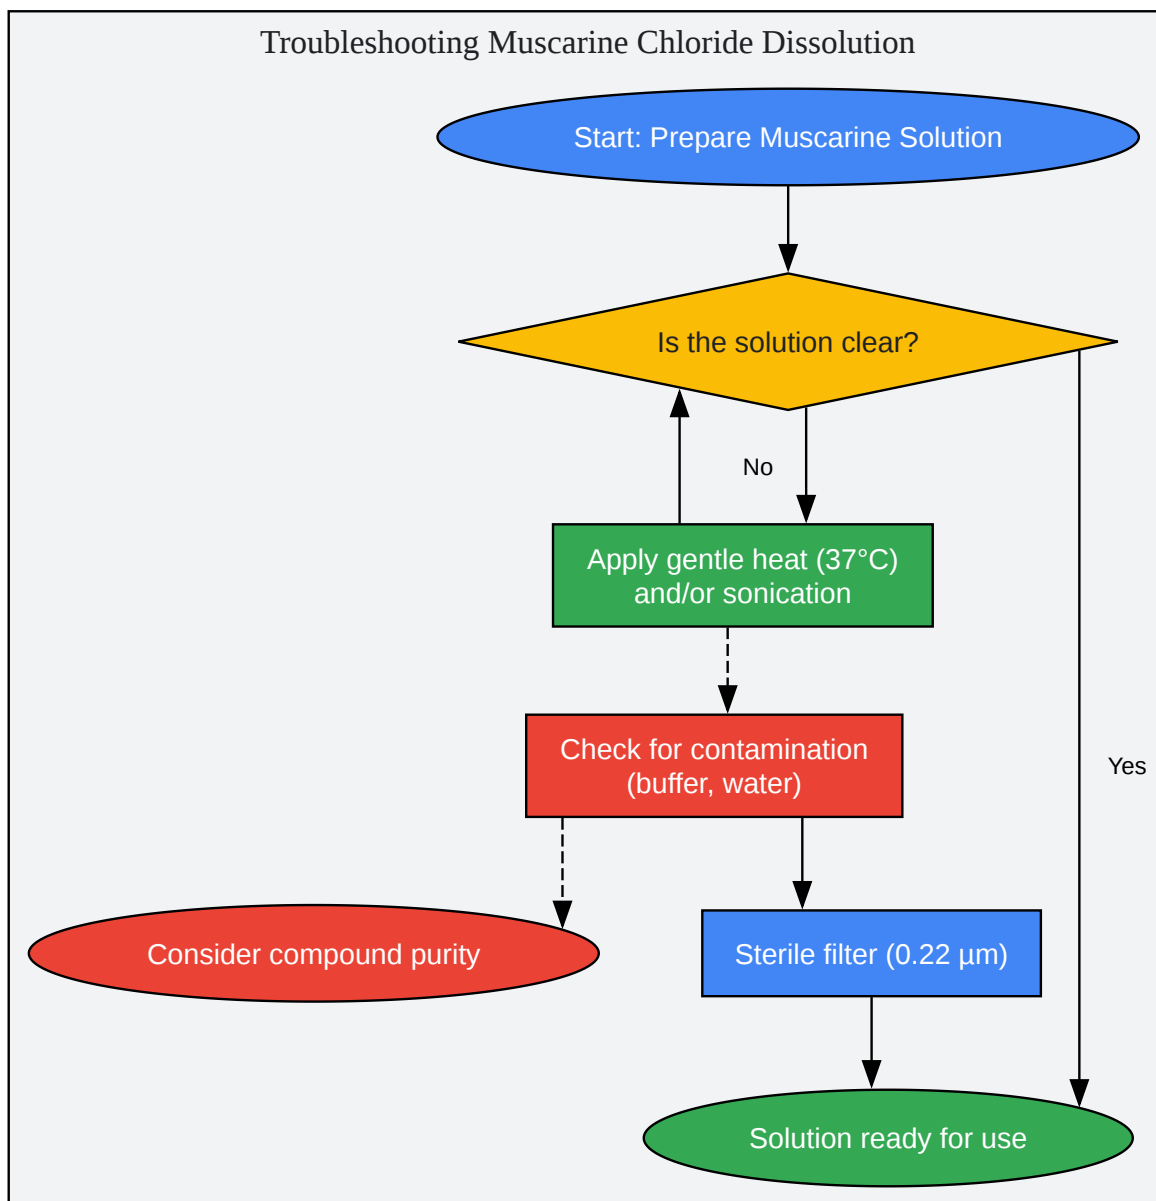 Troubleshooting Muscarine Chloride Dissolution
Start: Prepare Muscarine Solution
Is the solution clear?
No
Apply gentle heat (37°C)
and/or sonication
Check for contamination
(buffer, water)
Yes
Consider compound purity
Sterile filter (0.22 µm)
Solution ready for use